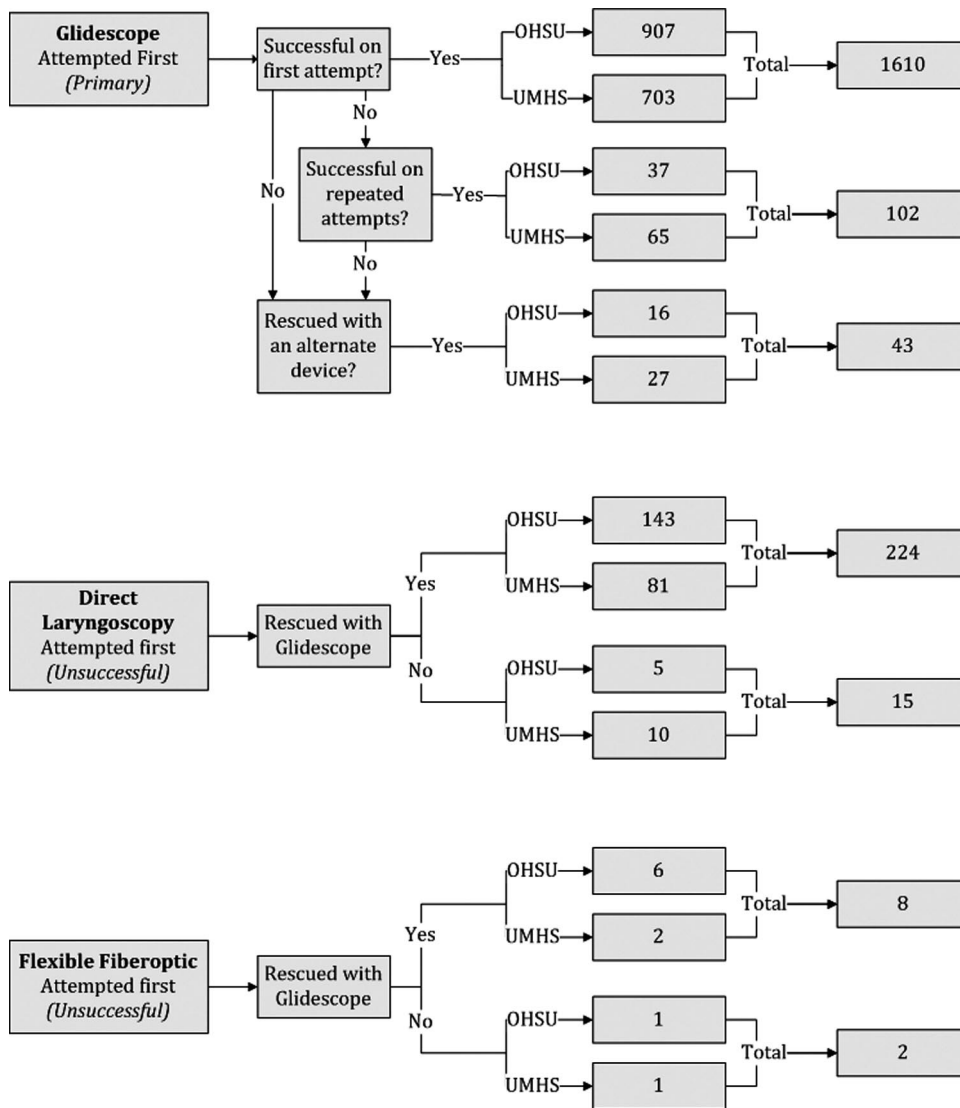 Glidescope
Attempted First
(Primary)
Successful on
first attempt?
Yes
OHSU
907
UMHS
703
Total
1610
No
No
Successful on
repeated
attempts?
Yes
OHSU
37
UMHS
65
Total
102
No
Rescued with
an alternate
device?
Yes
OHSU
16
UMHS
27
Total
43
Direct
Laryngoscopy
Attempted first
(Unsuccessful)
Rescued with
Glidescope
Yes
OHSU
143
UMHS
81
Total
224
No
OHSU
5
UMHS
10
Total
15
Flexible Fiberoptic
Attempted first
(Unsuccessful)
Rescued with
Glidescope
Yes
OHSU
6
UMHS
2
Total
8
No
OHSU
1
UMHS
1
Total
2